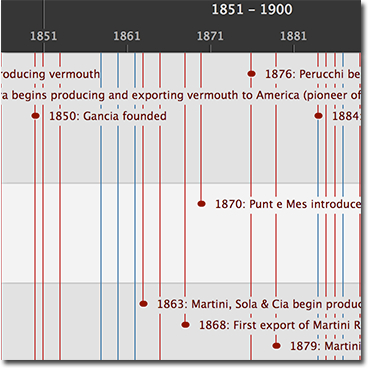 1851 – 1900
1851 1861 1871 1881
roducing vermouth
1876: Perucchi be
a begins producing and exporting vermouth to America (pioneer of
1850: Gancia founded
1884:
1870: Punt e Mes introduce
1863: Martini, Sola & Cia begin produc
1868: First export of Martini R
1879: Martini